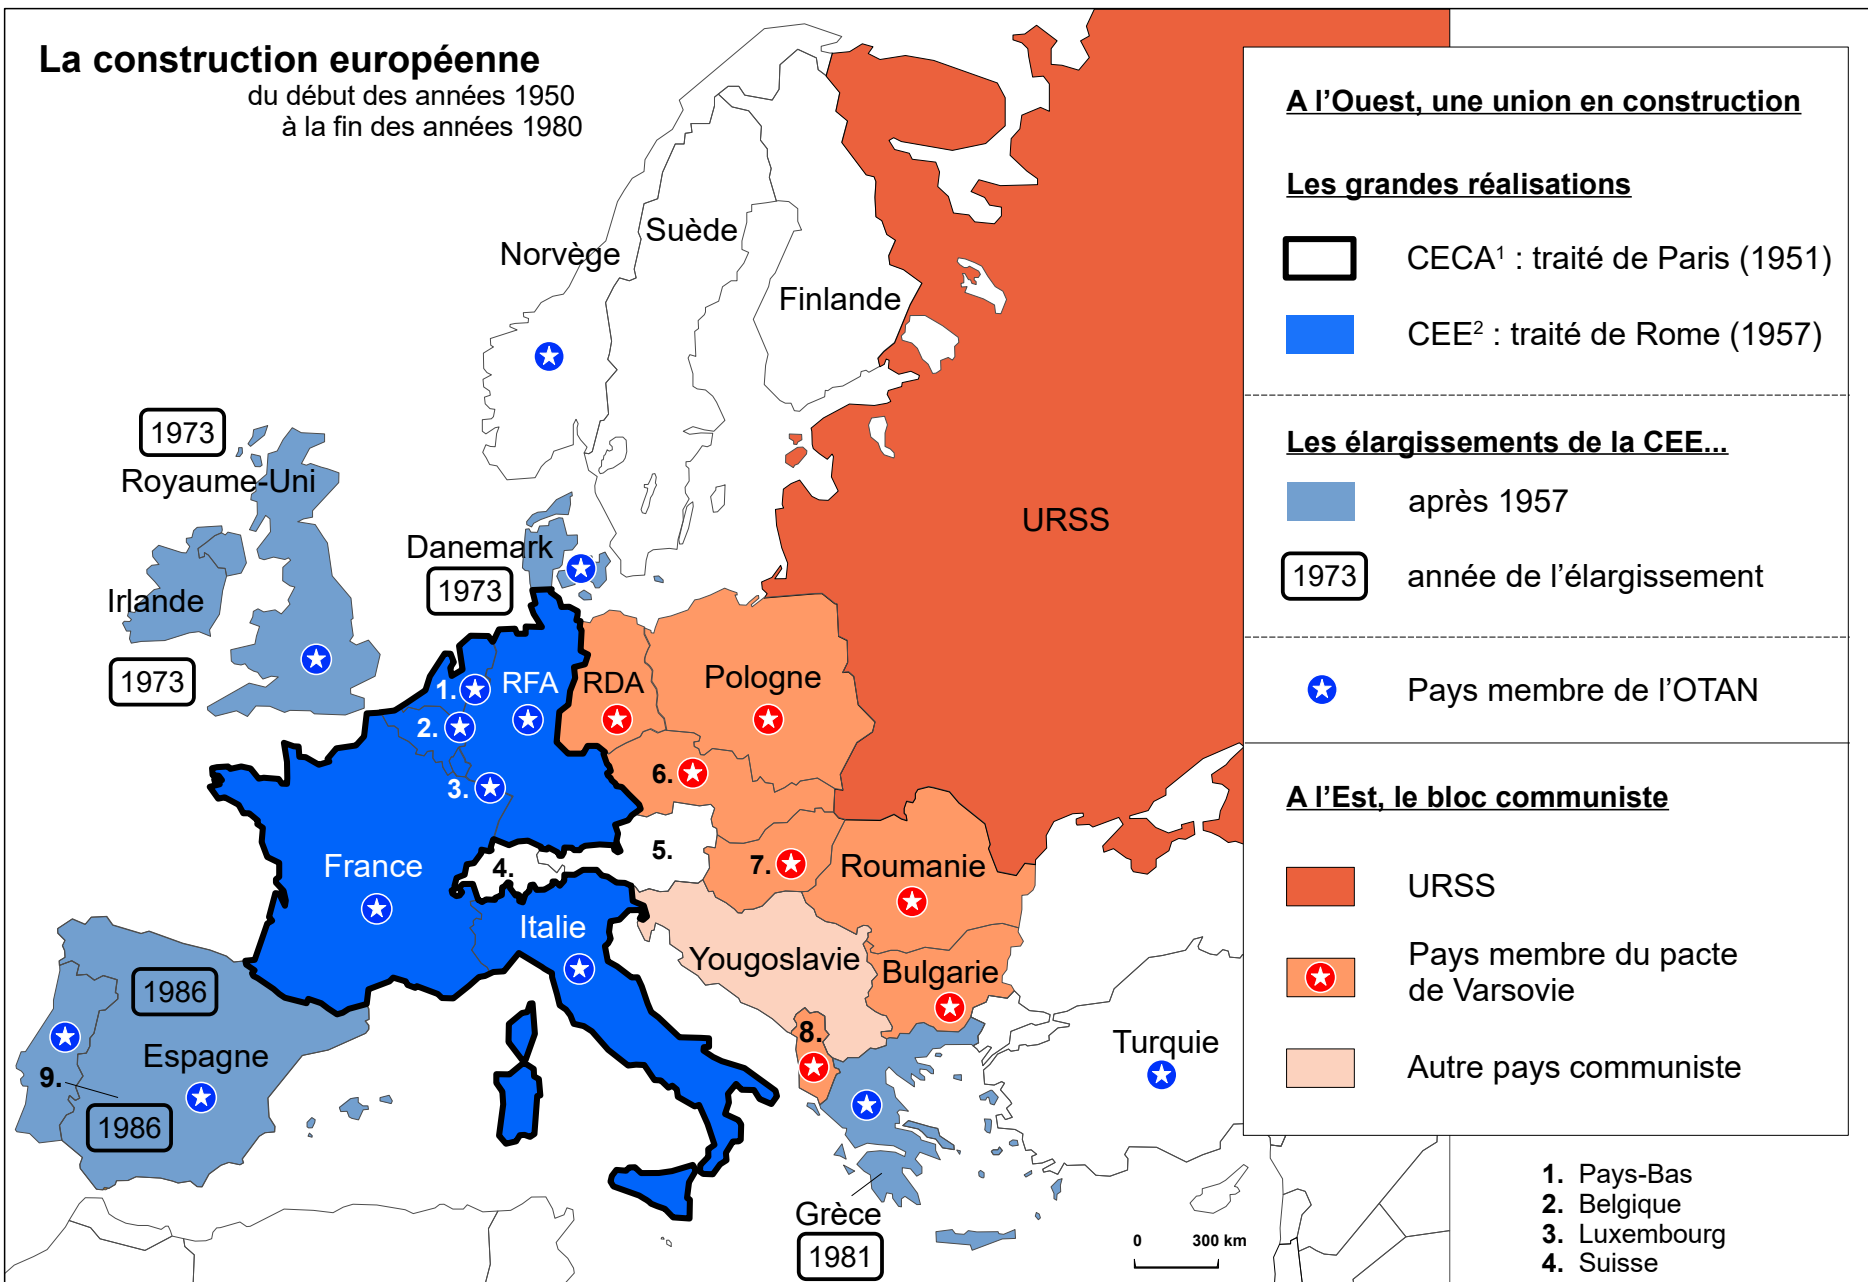 La construction européenne
du début des années 1950
à la fin des années 1980
Norvège
Suède
Finlande
1973
Royaume-Uni
Danemark
1973
Irlande
1973
URSS
1.
RFA
RDA
Pologne
2.
3.
6.
France
4.
5.
7.
Roumanie
Italie
Yougoslavie
Bulgarie
1986
Espagne
9.
1986
8.
Turquie
Grèce
1981
0 300 km
A l’Ouest, une union en construction
Les grandes réalisations
CECA¹ : traité de Paris (1951)
CEE² : traité de Rome (1957)
Les élargissements de la CEE...
après 1957
1973 année de l’élargissement
Pays membre de l’OTAN
A l’Est, le bloc communiste
URSS
Pays membre du pacte
de Varsovie
Autre pays communiste
1. Pays-Bas
2. Belgique
3. Luxembourg
4. Suisse